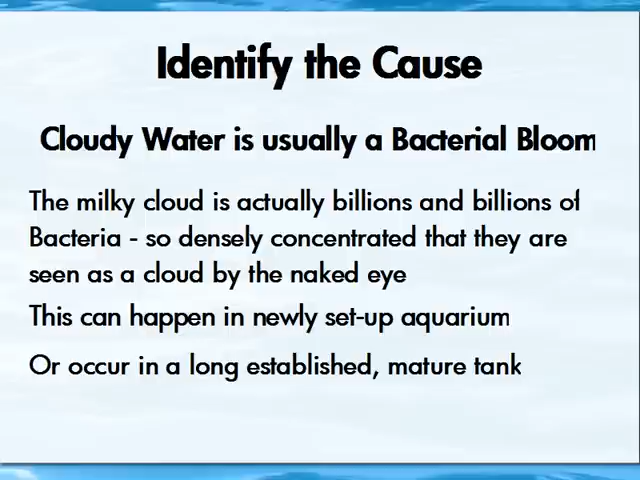 Identify the Cause
Cloudy Water is usually a Bacterial Bloom
The milky cloud is actually billions and billions of
Bacteria - so densely concentrated that they are
seen as a cloud by the naked eye
This can happen in newly set-up aquarium
Or occur in a long established, mature tank